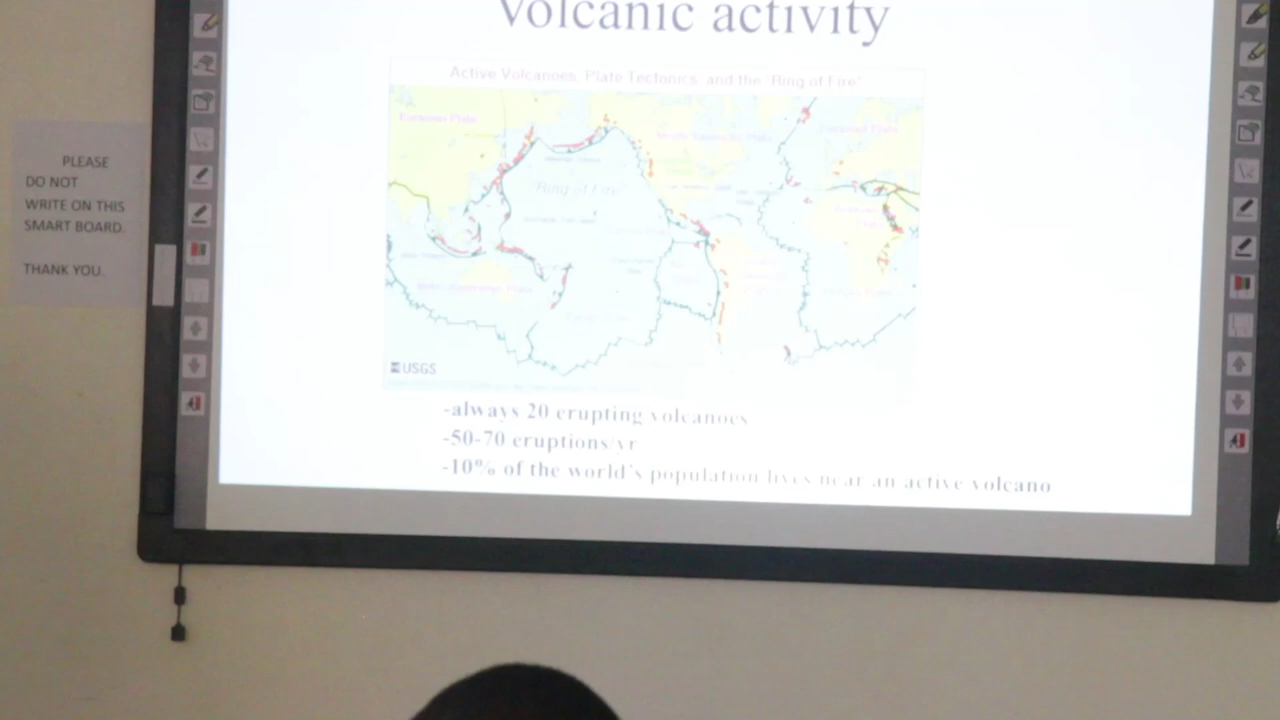 Volcanic activity
Active Volcanoes, Plate Tectonics, and the "Ring of Fire"
Eurasian Plate
"Ring of Fire"
USGS
-always 20 erupting volcanoes
-50-70 eruptions/yr
-10% of the world's population lives near an active volcano
PLEASE
DO NOT
WRITE ON THIS
SMART BOARD.
THANK YOU.